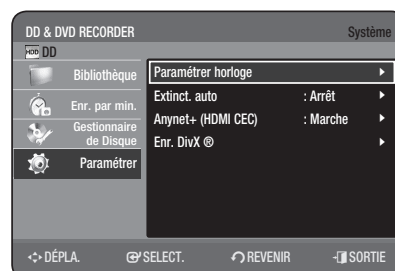 DD & DVD RECORDER Système
HDD DD
Bibliothèque
Enr. par min.
Gestionnaire
de Disque
Paramétrer
Paramétrer horloge
Extinct. auto : Arrêt
Anynet+ (HDMI CEC) : Marche
Enr. DivX ®
DÉPLA. SELECT. REVENIR SORTIE